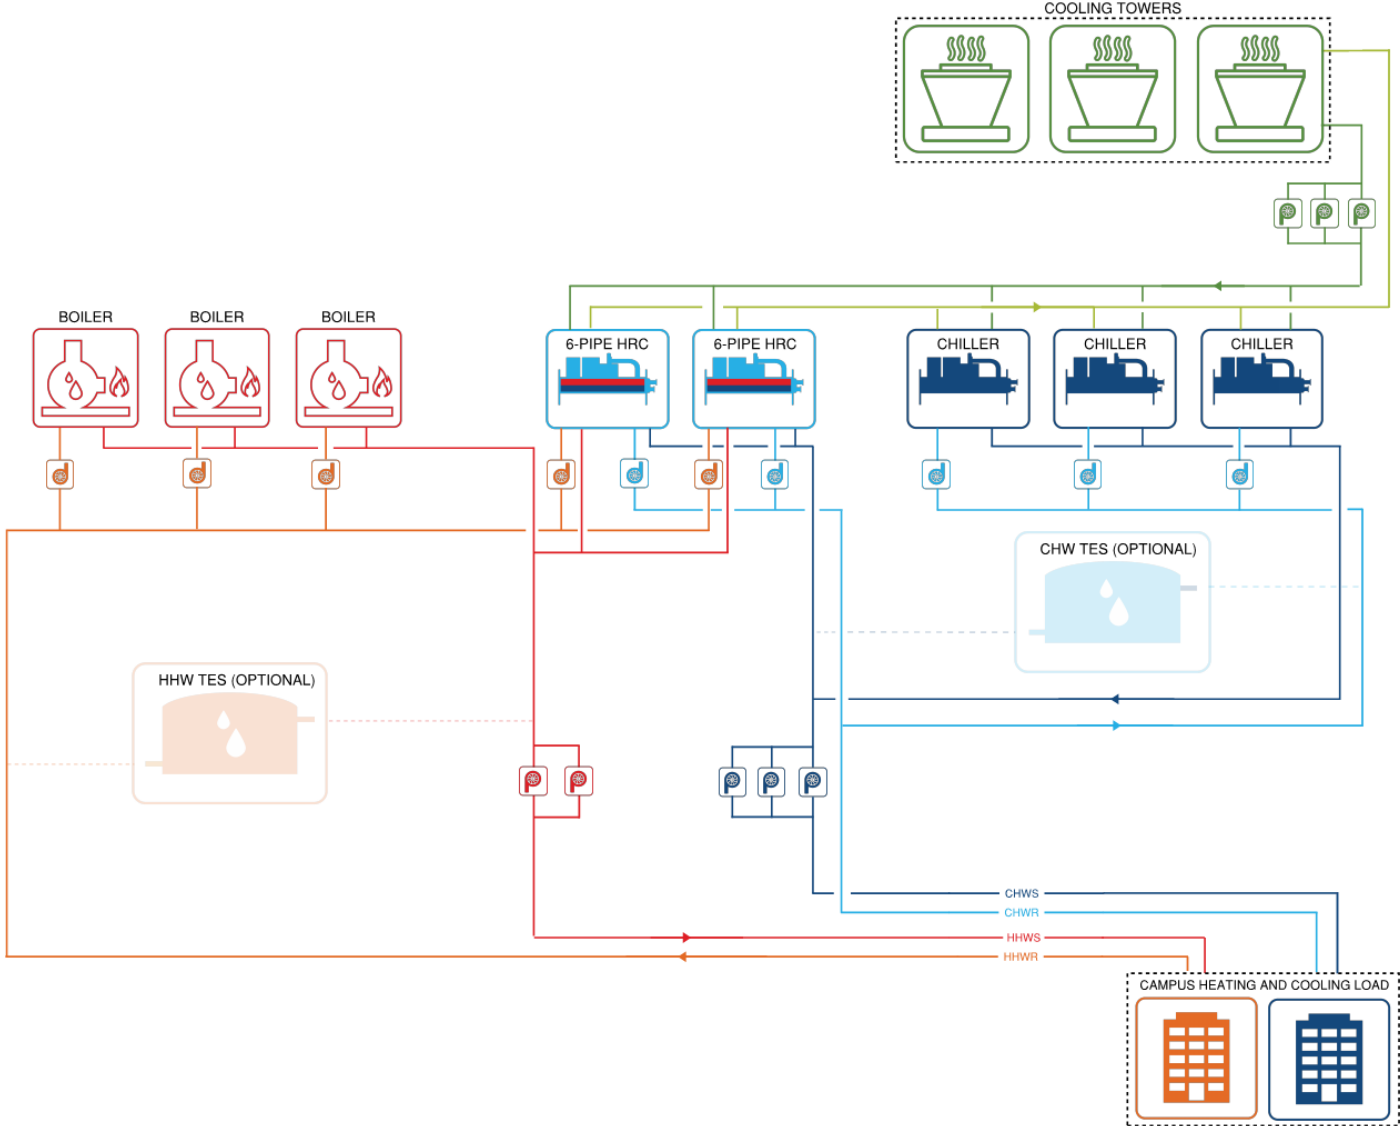 COOLING TOWERS
BOILER
BOILER
BOILER
6-PIPE HRC
6-PIPE HRC
CHILLER
CHILLER
CHILLER
CHW TES (OPTIONAL)
HHW TES (OPTIONAL)
CHWS
CHWR
HHWS
HHWR
CAMPUS HEATING AND COOLING LOAD